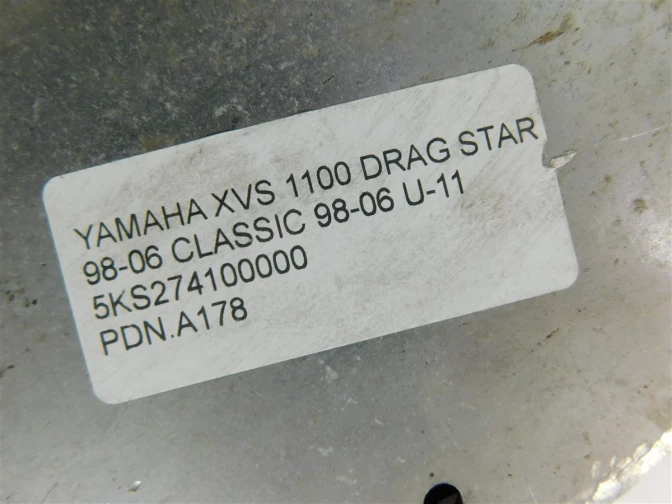 YAMAHA XVS 1100 DRAG STAR
98-06 CLASSIC 98-06 U-11
5KS274100000
PDN.A178